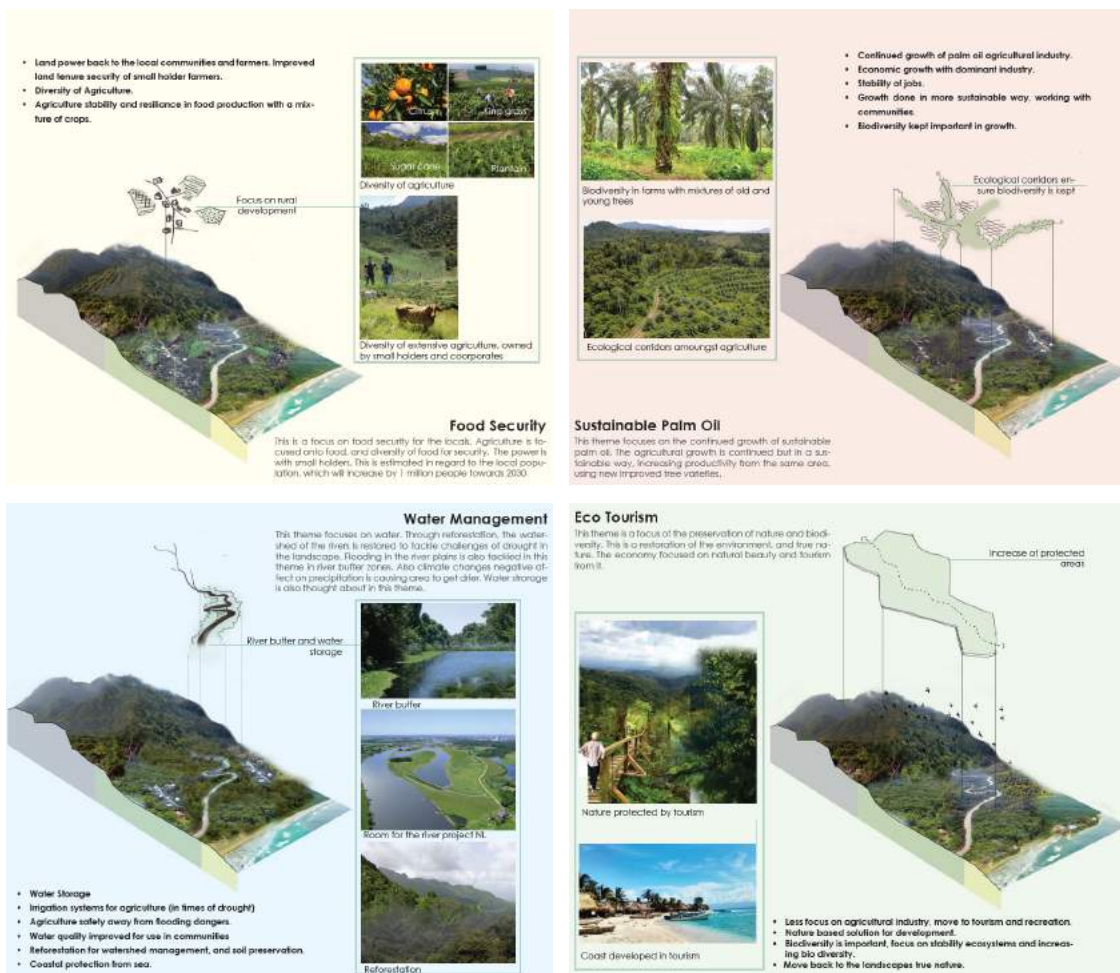 • Land power back to the local communities and farmers. Improved
land tenure security of small holder farmers.
• Diversity of Agriculture.
• Agriculture stability and resiliance in food production with a mix-
ture of crops.
Focus on rural
development
Citrus
Lina grass
Sugar cane
Plantain
Diversity of agriculture
Diversity of extensive agriculture, owned
by small holders and coorporates
Food Security
This is a focus on food security for the locals. Agriculture is fo-
cused onto food, and diversity of food for security. The power is
with small holders. This is estimated in regard to the local popu-
lation, which will increase by 1 million people towards 2030
• Continued growth of palm oil agricultural industry.
• Economic growth with dominant industry.
• Stability of jobs.
• Growth done in more sustainable way, working with
communities.
• Biodiversity kept important in growth.
Biodiversity in farms with mixtures of old and
young trees
Ecological corridors en-
sure biodiversity is kept
Ecological corridors amoungst agriculture
Sustainable Palm Oil
This theme focuses on the continued growth of sustainable
palm oil. The agricultural growth is continued but in a sus-
tainable way, increasing productivity from the same area,
using new improved tree varieties.
Water Management
This theme focuses on water. Through reforestation, the water-
shed of the rivers is restored to tackle challenges of drought in
the landscape. Flooding in the river plains is also tackled in this
theme in river buffer zones. Also climate changes negative ef-
fect on precipitation is causing area to get drier. Water storage
is also thought about in this theme.
River buffer and water
storage
River buffer
Room for the river project NL
Reforestation
• Water Storage
• Irrigation systems for agriculture (in times of drought)
• Agriculture safely away from flooding dangers.
• Water quality improved for use in communities
• Reforestation for watershed management, and soil preservation.
• Coastal protection from sea.
Eco Tourism
This theme is a focus of the preservation of nature and biodi-
versity. This is a restoration of the environment, and true na-
ture. The economy focused on natural beauty and tourism
from it.
Increase of protected
areas
Nature protected by tourism
Coast developed in tourism
• Less focus on agricultural industry, move to tourism and recreation.
• Nature based solution for development.
• Biodiversity is important, focus on stability ecosystems and increas-
ing bio diversity.
• Move back to the landscapes true nature.